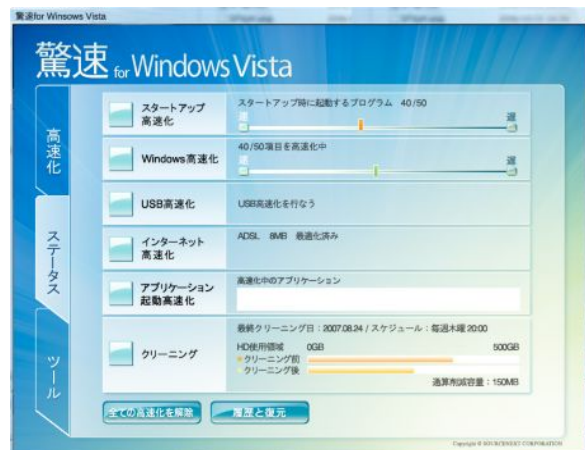 驚速for Winsows Vista
驚速 for Windows Vista
高速化
ステータス
ツール
スタートアップ
高速化
スタートアップ時に起動するプログラム 40/50
遅
速
Windows高速化
40/50項目を高速化中
USB高速化
USB高速化を行なう
インターネット
高速化
ADSL 8MB 最適化済み
アプリケーション
起動高速化
高速化中のアプリケーション
クリーニング
最終クリーニング日：2007.08.24 / スケジュール：毎週木曜 20:00
HD使用領域 0GB 500GB
クリーニング前
クリーニング後
通算削減容量：150MB
全ての高速化を解除
履歴と復元
Copyright © SOURCENEXT CORPORATION